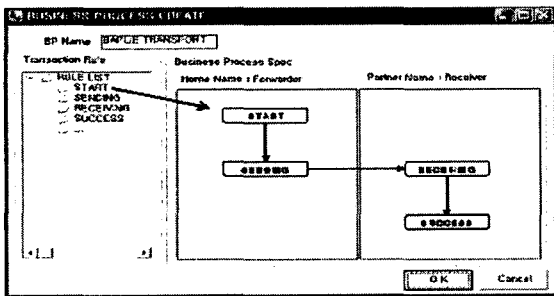 BUSINESS PROCESS CREATE
BP Name
TRANSPORT
Transaction Rule
Business Process Spec
Home Name : Forwarder
Partner Name : Receiver
RULE LIST
START
SENDING
RECEIVING
SUCCESS
...
START
SENDING
RECEIVING
SUCCESS
OK
Cancel